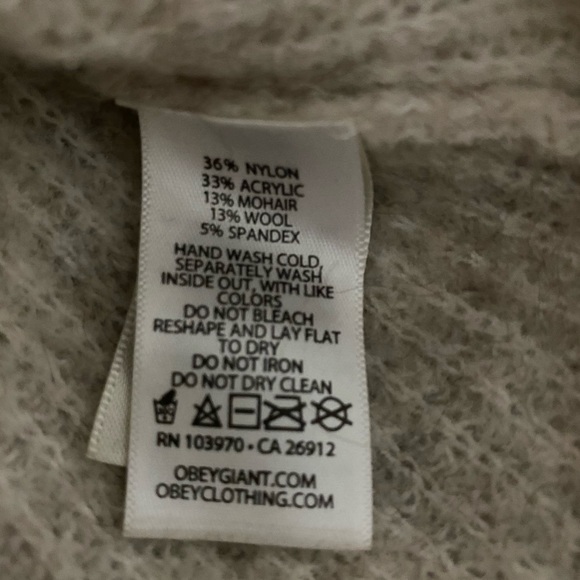 36% NYLON
33% ACRYLIC
13% MOHAIR
13% WOOL
5% SPANDEX
HAND WASH COLD,
SEPARATELY WASH
INSIDE OUT, WITH LIKE
COLORS
DO NOT BLEACH
RESHAPE AND LAY FLAT
TO DRY
DO NOT IRON
DO NOT DRY CLEAN
RN 103970 • CA 26912
OBEYGIANT.COM
OBEYCLOTHING.COM